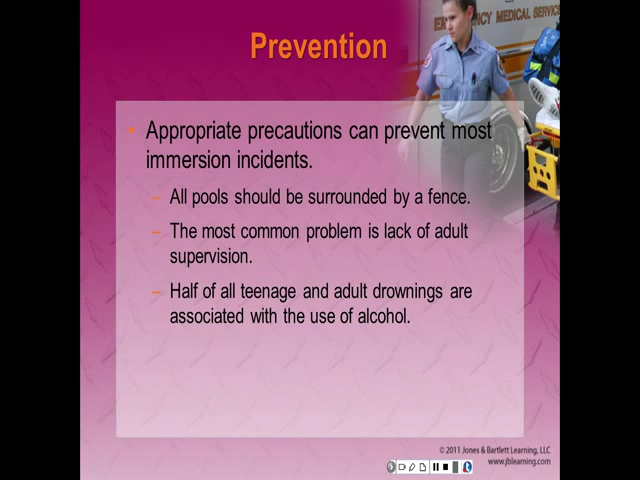 EMERGENCY MEDICAL SERVICES
Prevention
• Appropriate precautions can prevent most
immersion incidents.
– All pools should be surrounded by a fence.
– The most common problem is lack of adult
supervision.
– Half of all teenage and adult drownings are
associated with the use of alcohol.
© 2011 Jones & Bartlett Learning, LLC
www.jblearning.com